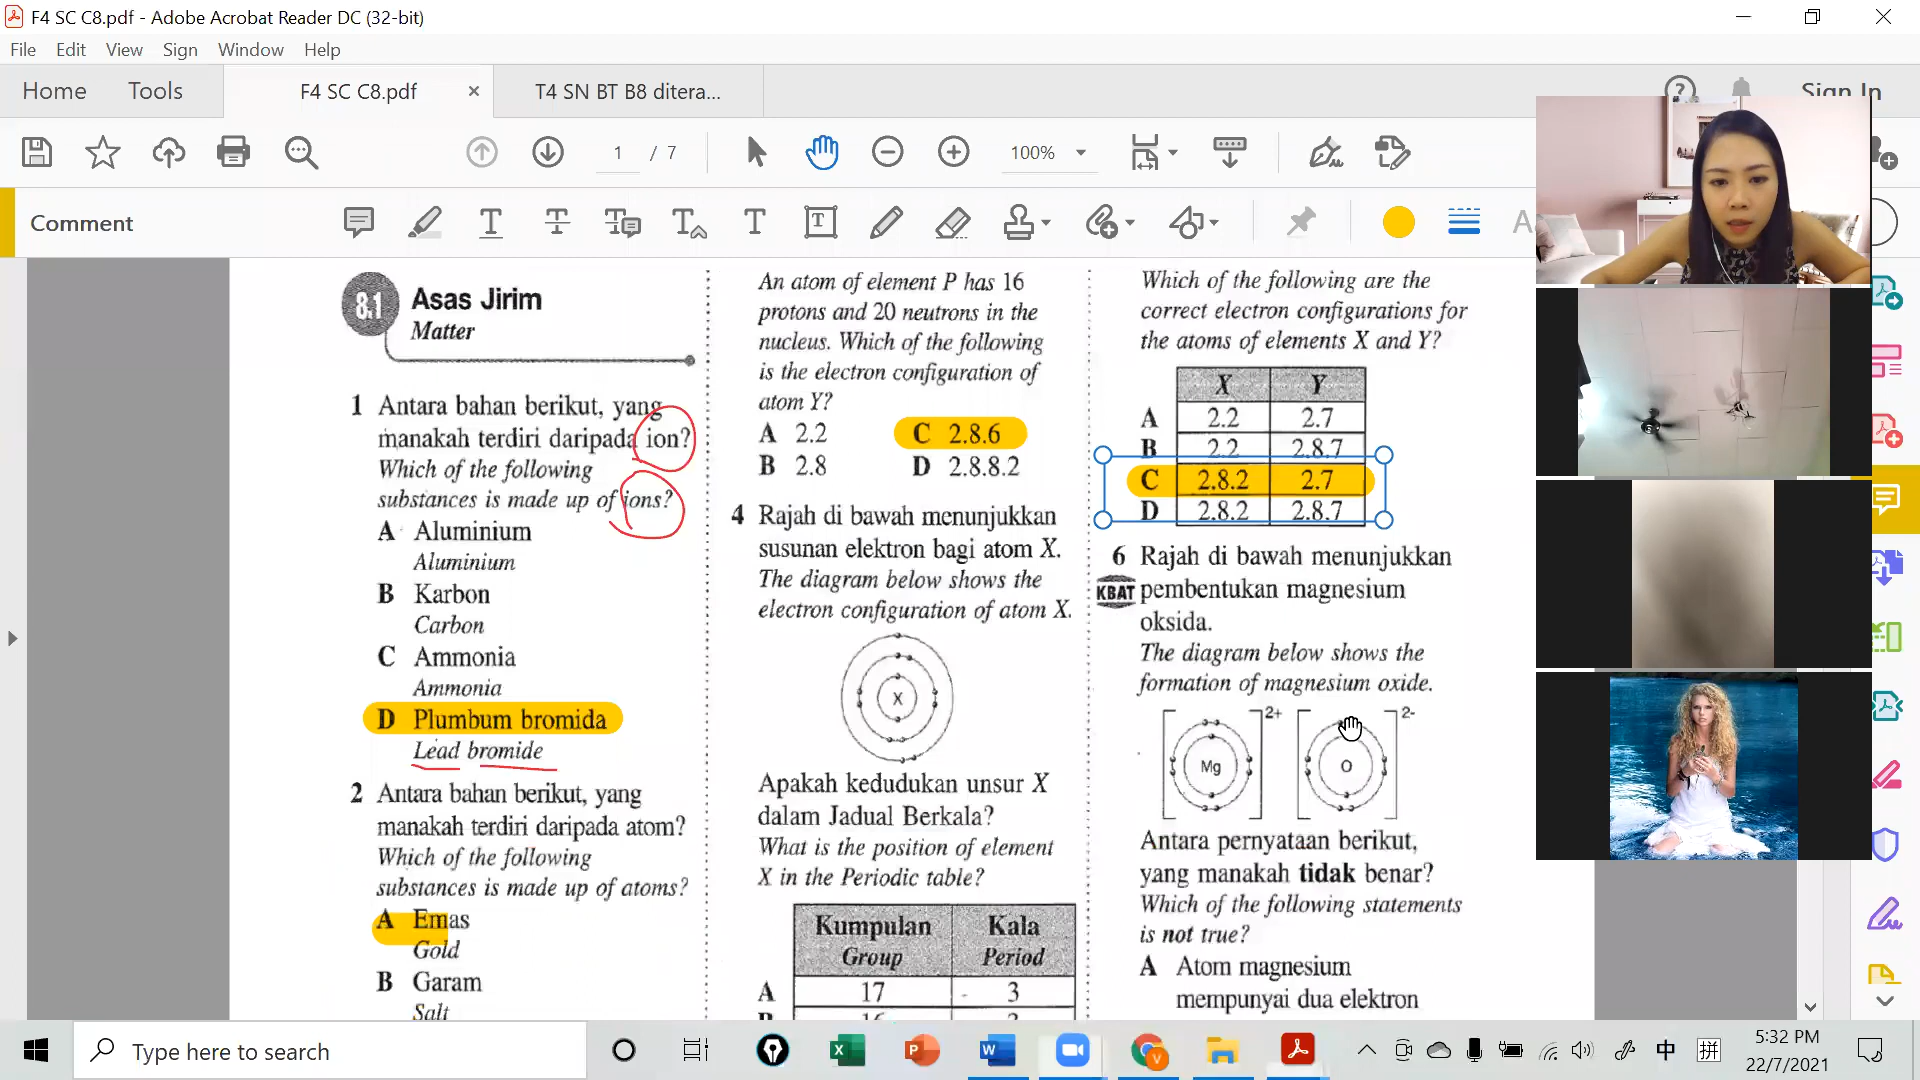 F4 SC C8.pdf - Adobe Acrobat Reader DC (32-bit)
File Edit View Sign Window Help
Home Tools F4 SC C8.pdf × T4 SN BT B8 ditera... Sign In
1 / 7 100%
Comment
8.1 Asas Jirim
Matter
1 Antara bahan berikut, yang
manakah terdiri daripada ion?
Which of the following
substances is made up of ions?
A Aluminium
Aluminium
B Karbon
Carbon
C Ammonia
Ammonia
D Plumbum bromida
Lead bromide
2 Antara bahan berikut, yang
manakah terdiri daripada atom?
Which of the following
substances is made up of atoms?
A Emas
Gold
B Garam
Salt
An atom of element P has 16
protons and 20 neutrons in the
nucleus. Which of the following
is the electron configuration of
atom Y?
A 2.2 C 2.8.6
B 2.8 D 2.8.8.2
4 Rajah di bawah menunjukkan
susunan elektron bagi atom X.
The diagram below shows the
electron configuration of atom X.
X
Apakah kedudukan unsur X
dalam Jadual Berkala?
What is the position of element
X in the Periodic table?
Kumpulan Kala
Group Period
A 17 3
Which of the following are the
correct electron configurations for
the atoms of elements X and Y?
X Y
A 2.2 2.7
B 2.2 2.8.7
C 2.8.2 2.7
D 2.8.2 2.8.7
6 Rajah di bawah menunjukkan
KBAT pembentukan magnesium
oksida.
The diagram below shows the
formation of magnesium oxide.
2+ 2-
Mg O
Antara pernyataan berikut,
yang manakah tidak benar?
Which of the following statements
is not true?
A Atom magnesium
mempunyai dua elektron
Type here to search
中 拼
5:32 PM
22/7/2021